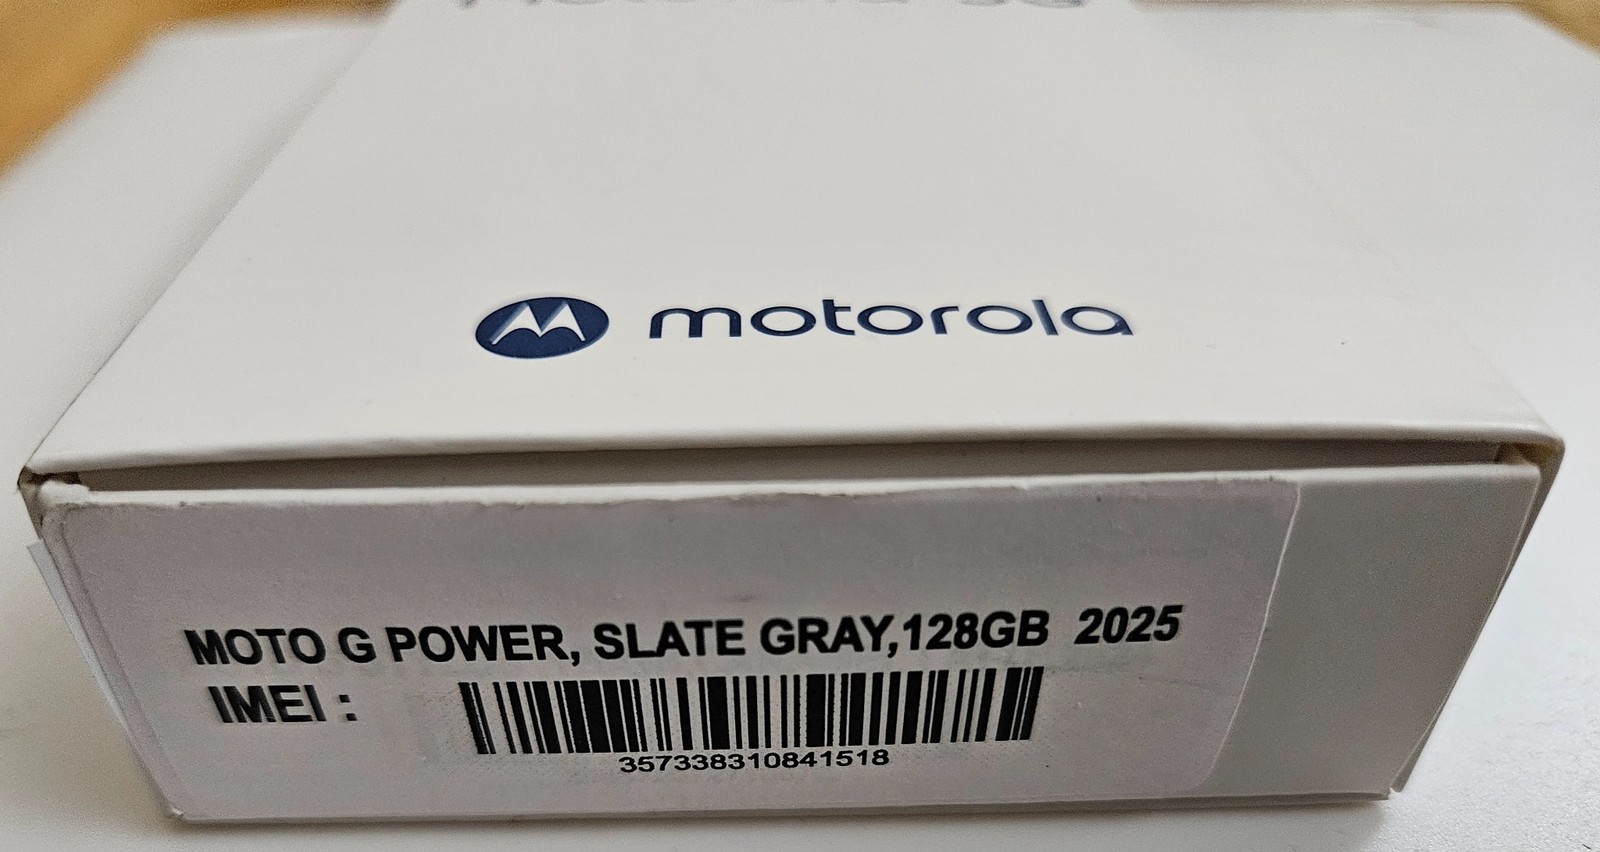 motorola
MOTO G POWER, SLATE GRAY,128GB 2025
IMEI :
357338310841518